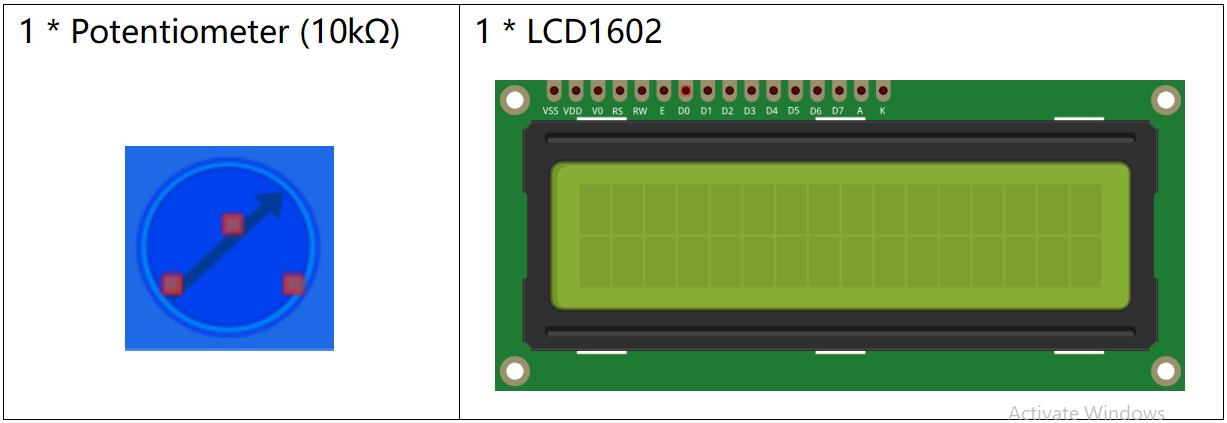 1 * Potentiometer (10kΩ)
1 * LCD1602
VSS VDD V0 RS RW E D0 D1 D2 D3 D4 D5 D6 D7 A K
Activate Windows